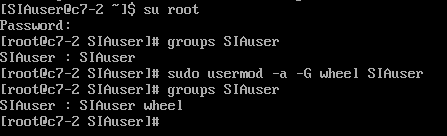 [SIAuser@c7-2 ~]$ su root
Password:
[root@c7-2 SIAuser]# groups SIAuser
SIAuser : SIAuser
[root@c7-2 SIAuser]# sudo usermod -a -G wheel SIAuser
[root@c7-2 SIAuser]# groups SIAuser
SIAuser : SIAuser wheel
[root@c7-2 SIAuser]#